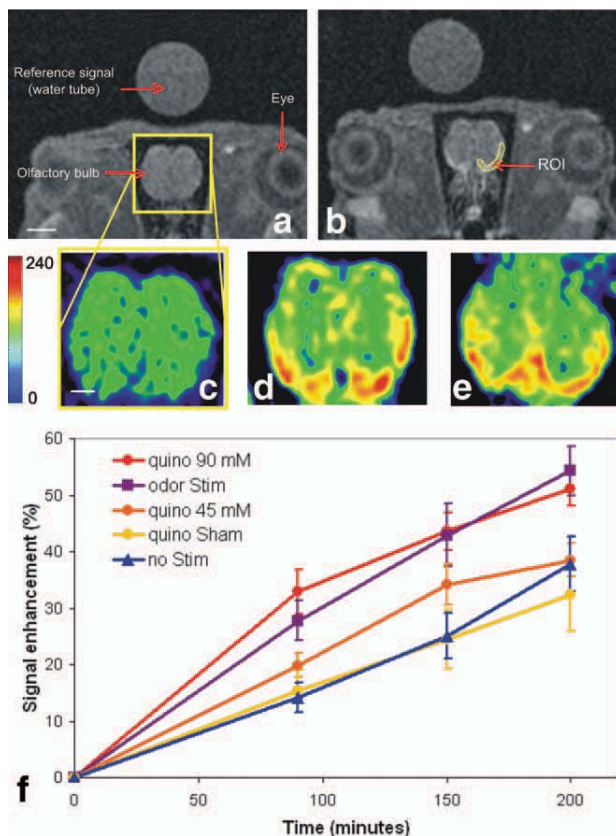 Reference signal
(water tube)
Eye
Olfactory bulb
a
ROI
b
240
0
c
d
e
60
50
40
30
20
10
0
Signal enhancement (%)
quino 90 mM
odor Stim
quino 45 mM
quino Sham
no Stim
0
50
100
150
200
Time (minutes)
f